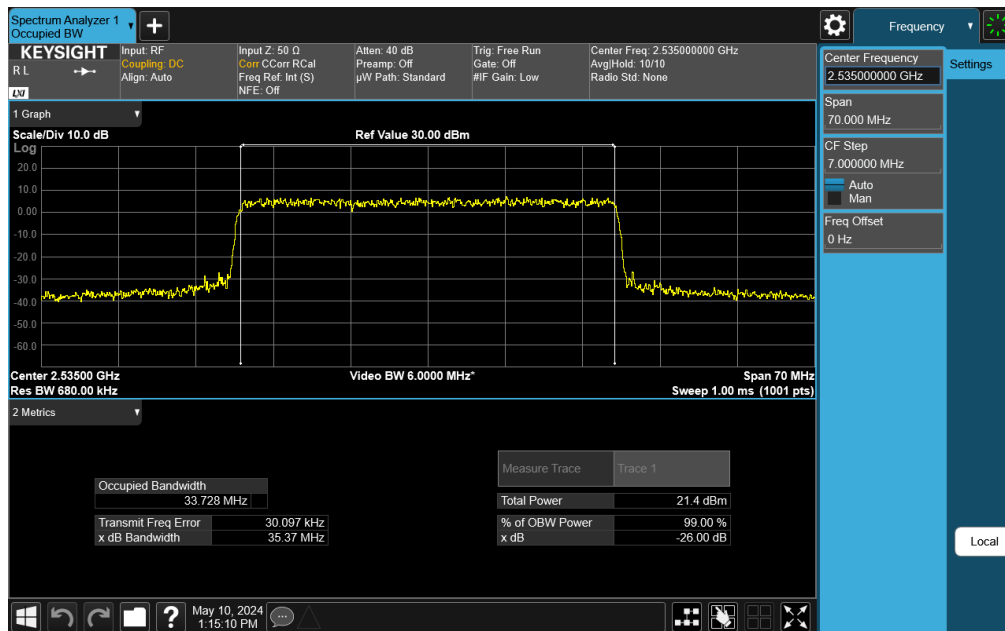 Spectrum Analyzer 1
Occupied BW
Frequency
KEYSIGHT
R L
LXI
Input: RF
Coupling: DC
Align: Auto
Input Z: 50 Ω
Corr CCorr RCal
Freq Ref: Int (S)
NFE: Off
Atten: 40 dB
Preamp: Off
µW Path: Standard
Trig: Free Run
Gate: Off
#IF Gain: Low
Center Freq: 2.535000000 GHz
Avg|Hold: 10/10
Radio Std: None
Center Frequency
2.535000000 GHz
Settings
Span
70.000 MHz
CF Step
7.000000 MHz
Auto
Man
Freq Offset
0 Hz
Local
1 Graph
Scale/Div 10.0 dB
Ref Value 30.00 dBm
Log
20.0
10.0
0.00
-10.0
-20.0
-30.0
-40.0
-50.0
-60.0
Center 2.53500 GHz
Video BW 6.0000 MHz*
Span 70 MHz
Res BW 680.00 kHz
Sweep 1.00 ms (1001 pts)
2 Metrics
Measure Trace
Trace 1
Occupied Bandwidth
33.728 MHz
Total Power
21.4 dBm
Transmit Freq Error
30.097 kHz
% of OBW Power
99.00 %
x dB Bandwidth
35.37 MHz
x dB
-26.00 dB
?
May 10, 2024
1:15:10 PM